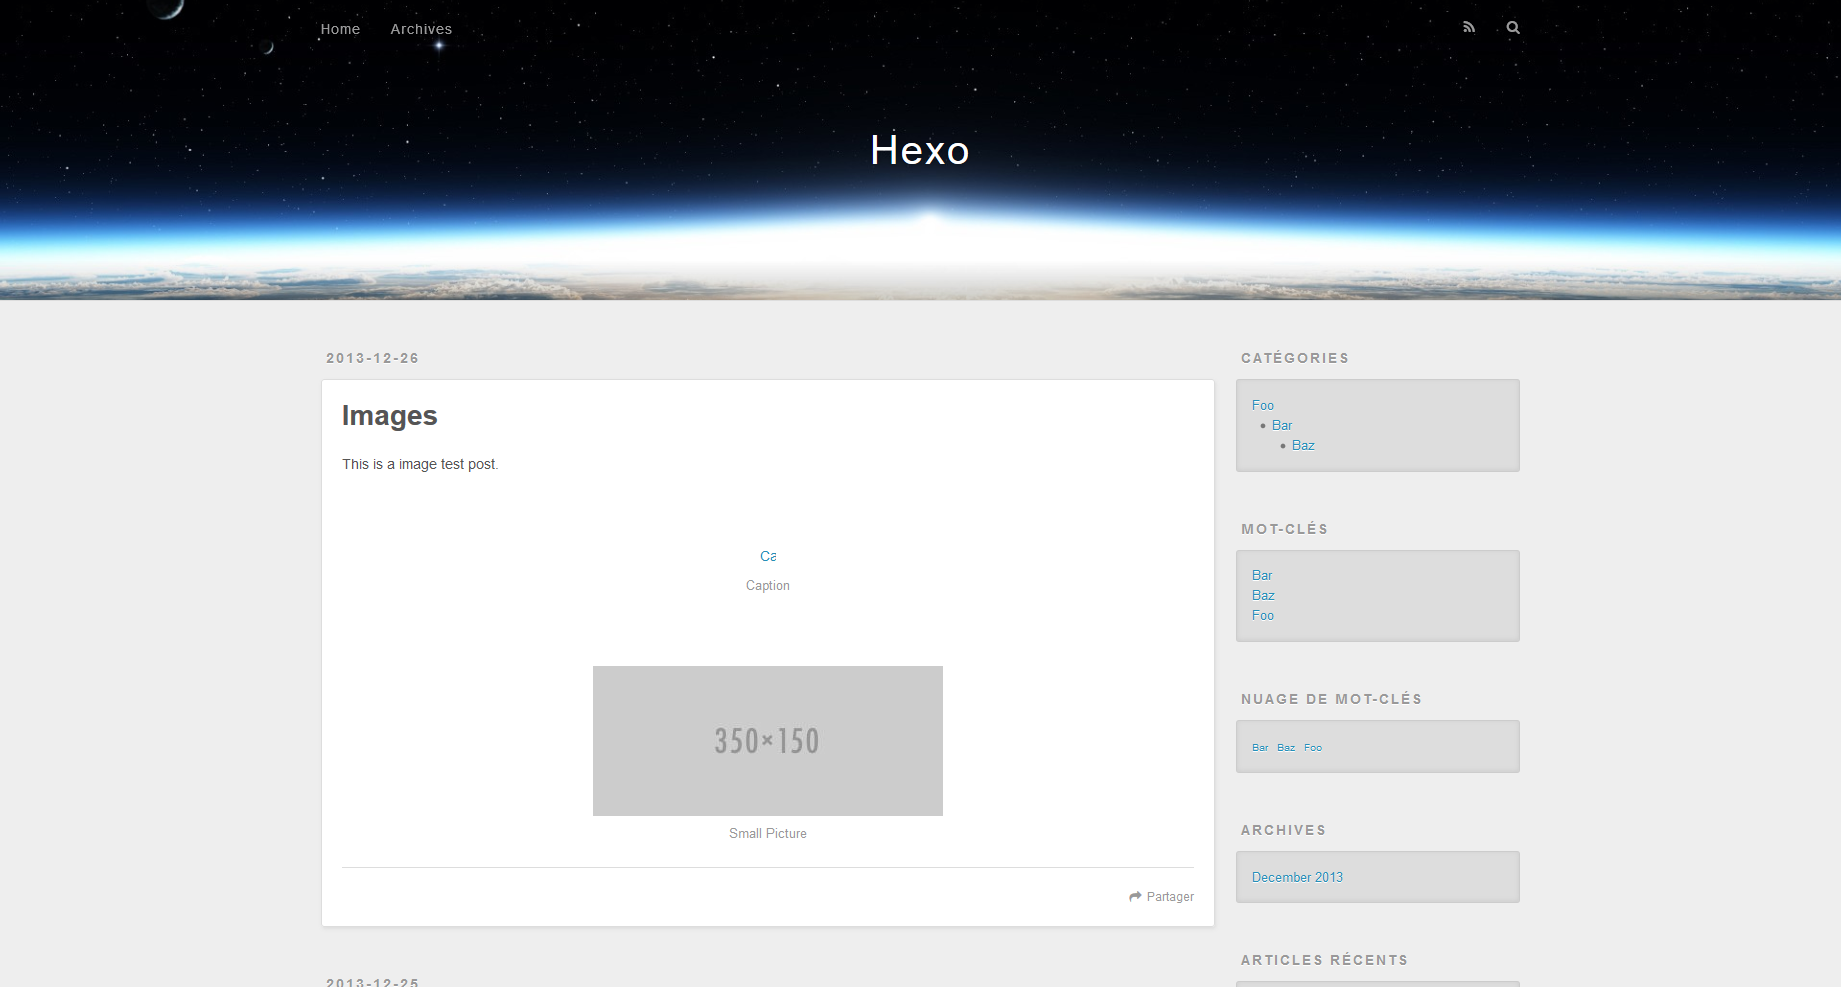 Home Archives
Hexo
2013-12-26
Images
This is a image test post.
Ca
Caption
350×150
Small Picture
Partager
2013-12-25
CATÉGORIES
Foo
Bar
Baz
MOT-CLÉS
Bar
Baz
Foo
NUAGE DE MOT-CLÉS
Bar Baz Foo
ARCHIVES
December 2013
ARTICLES RÉCENTS